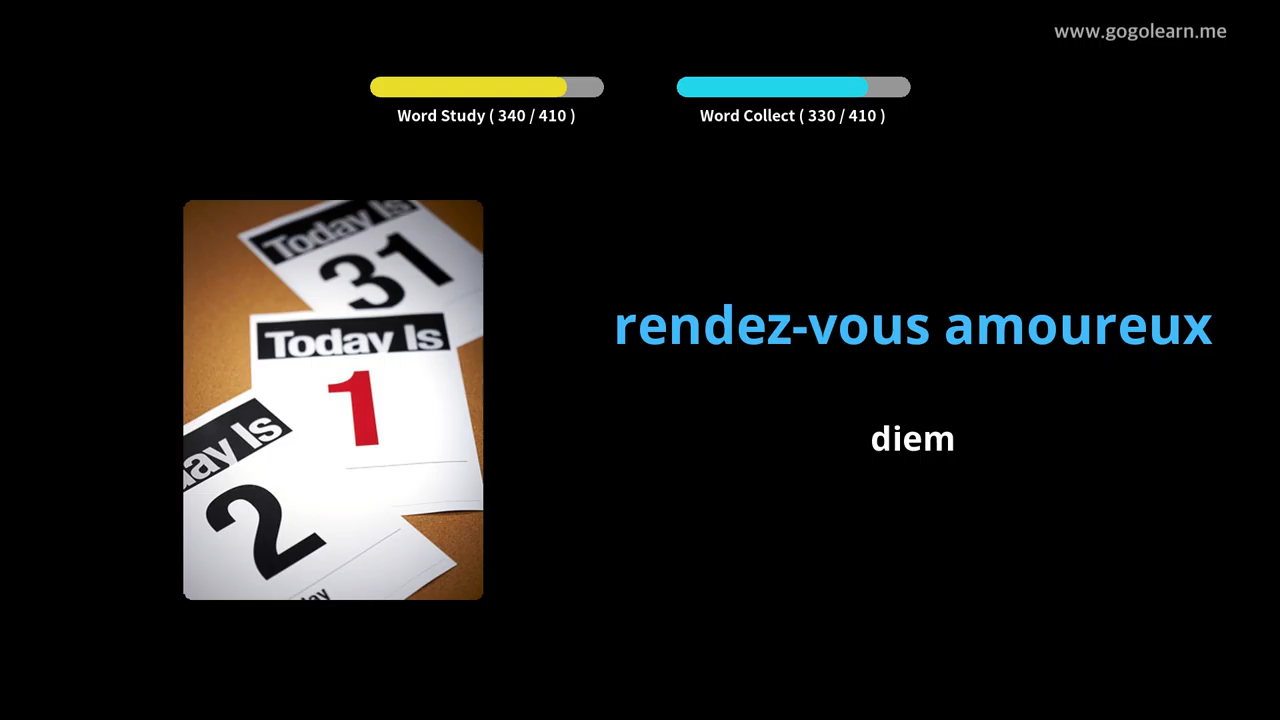 www.gogolearn.me
Word Study ( 340 / 410 )
Word Collect ( 330 / 410 )
Today Is
31
Today Is
1
ay Is
2
ay
rendez-vous amoureux
diem